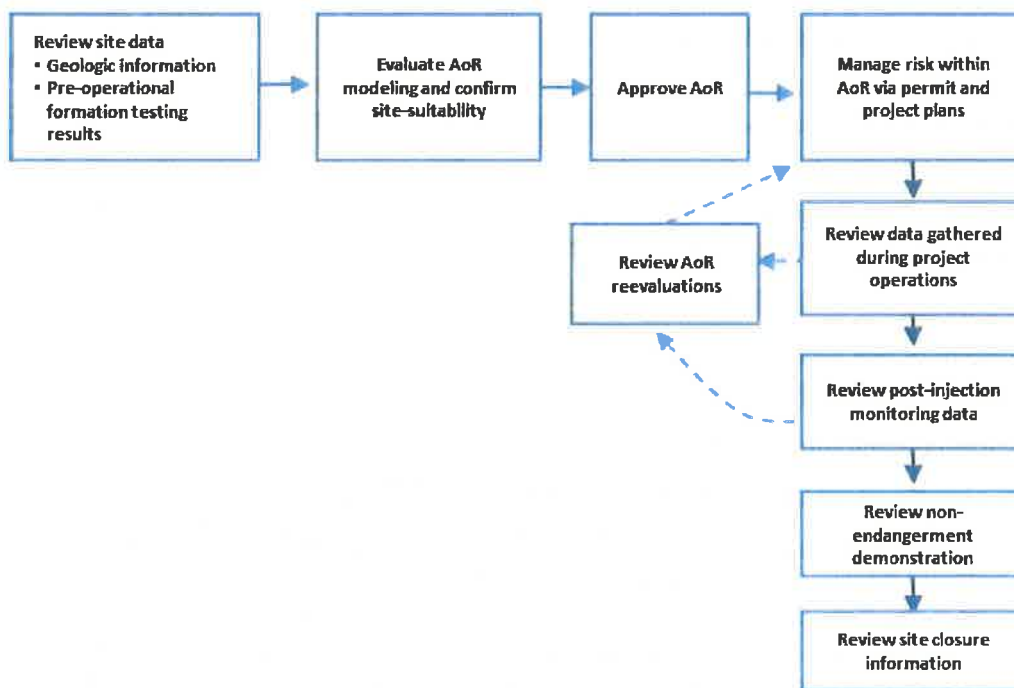 Review site data
▪ Geologic information
▪ Pre-operational
formation testing
results
Evaluate AoR
modeling and confirm
site-suitability
Approve AoR
Manage risk within
AoR via permit and
project plans
Review AoR
reevaluations
Review data gathered
during project
operations
Review post-injection
monitoring data
Review non-
endangerment
demonstration
Review site closure
information